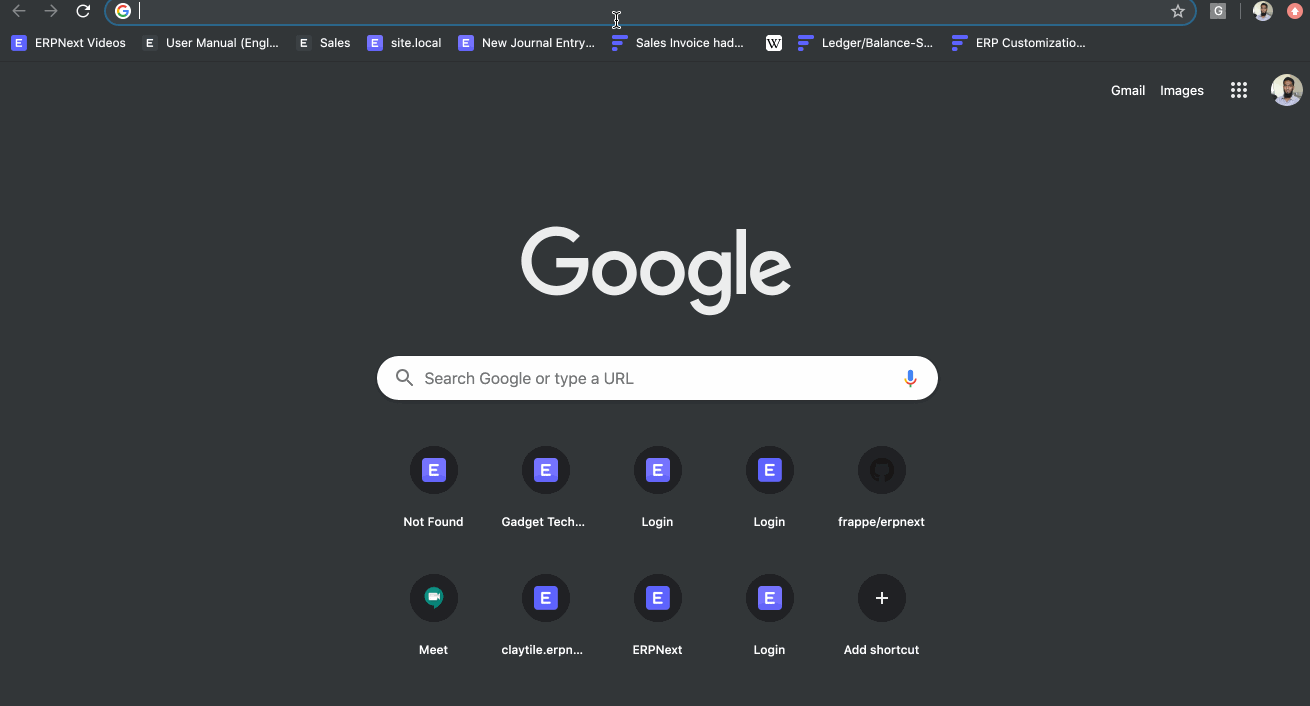 ERPNext Videos
E User Manual (Engl...
E Sales
E site.local
E New Journal Entry...
Sales Invoice had...
W
Ledger/Balance-S...
ERP Customizatio...
G
Gmail Images
Google
Search Google or type a URL
E E E E
Not Found Gadget Tech... Login Login frappe/erpnext
E E E
Meet claytile.erpn... ERPNext Login Add shortcut